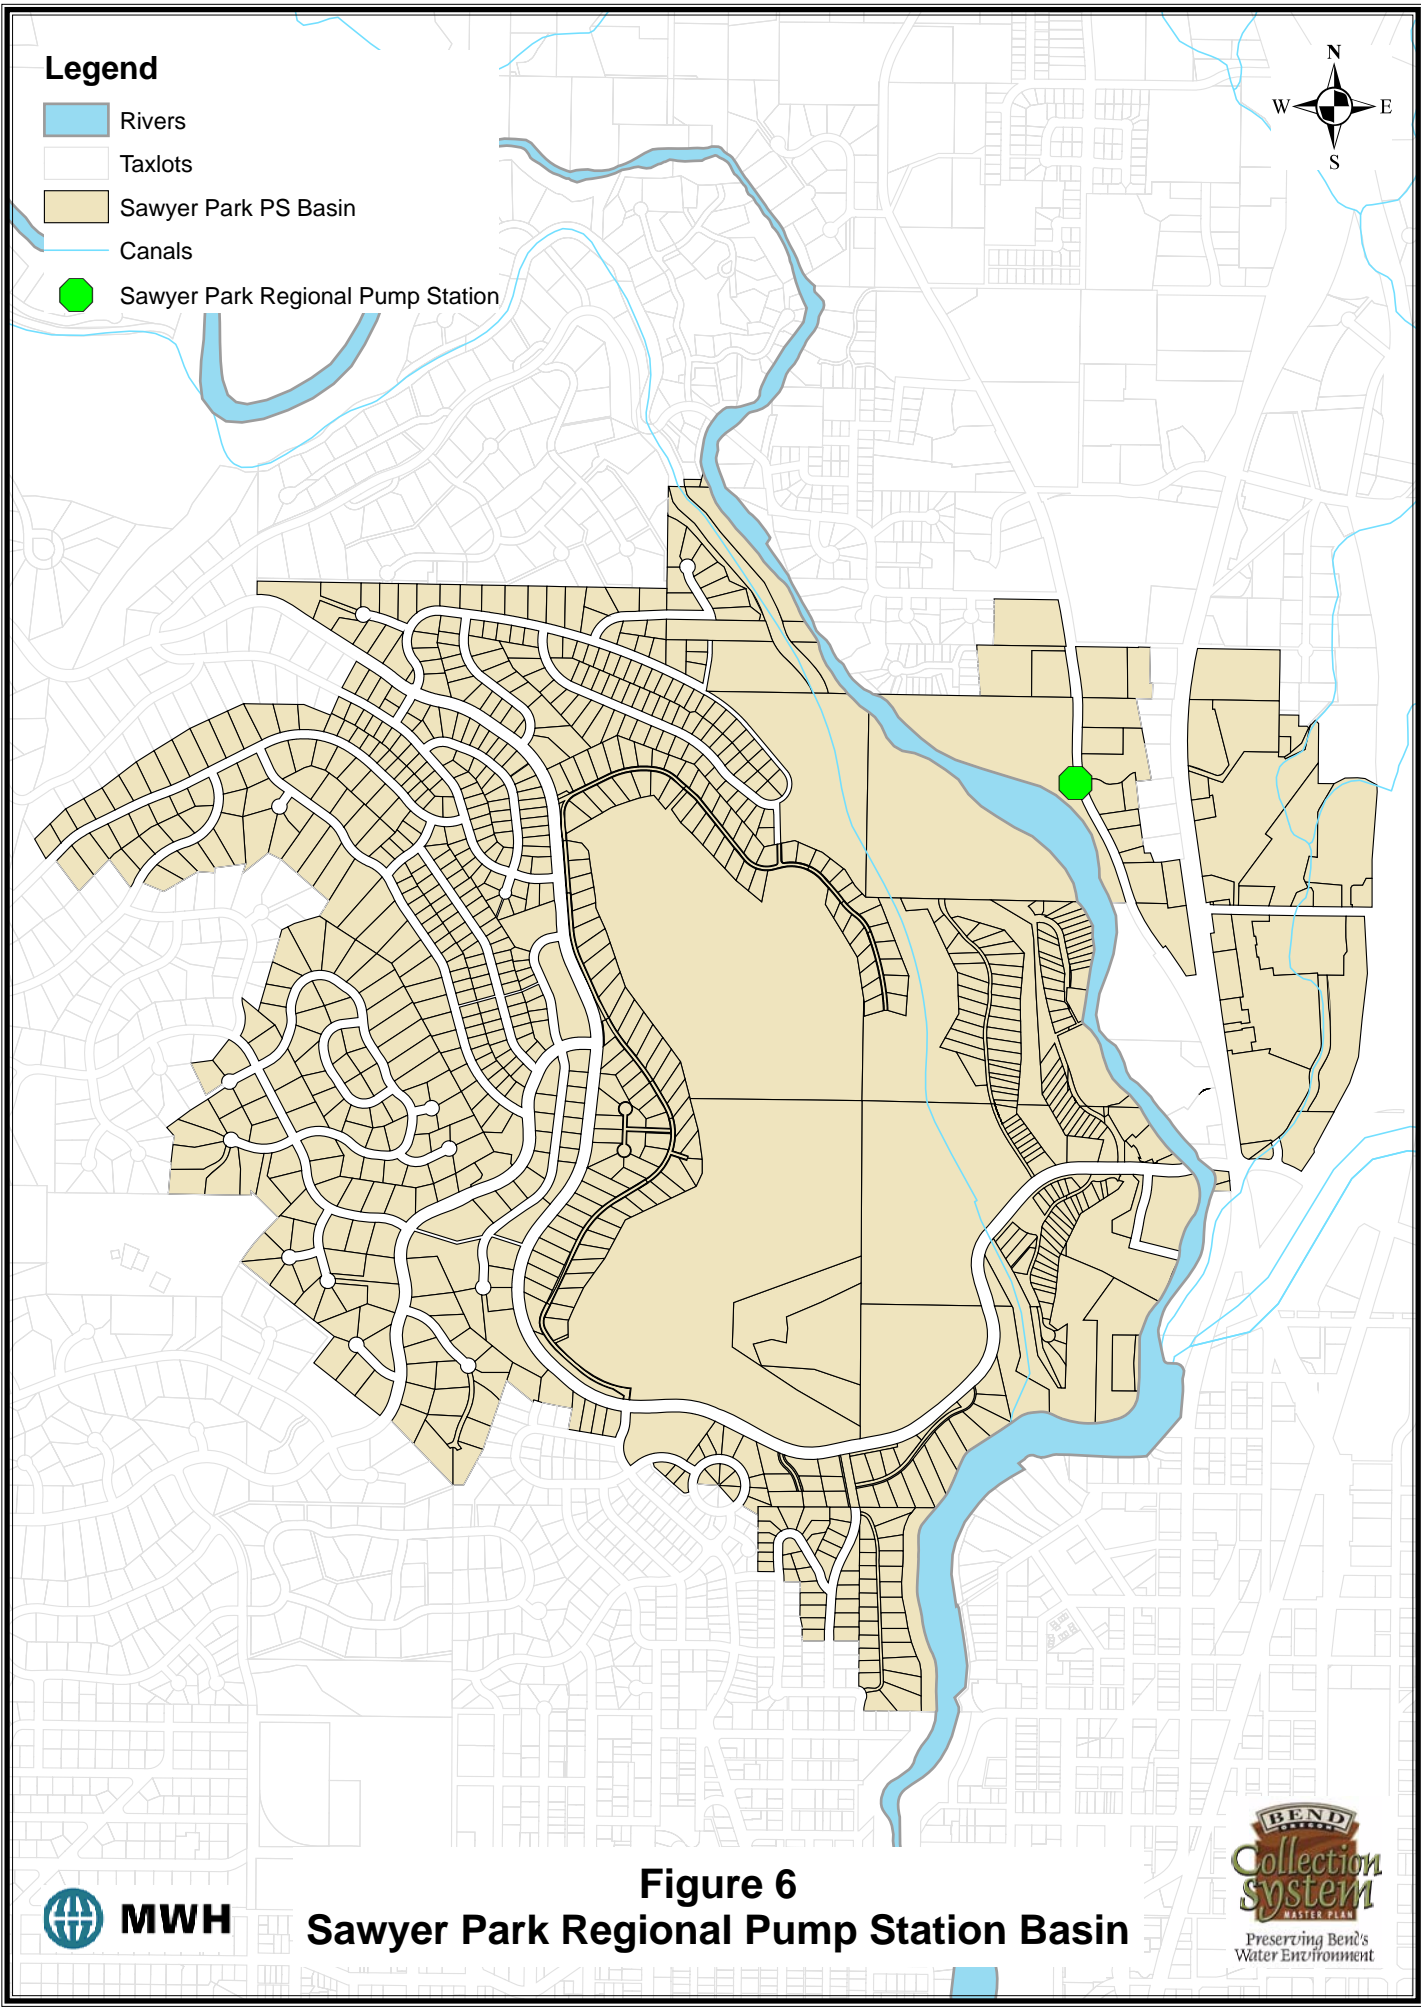 Legend
Rivers
Taxlots
Sawyer Park PS Basin
Canals
Sawyer Park Regional Pump Station
N
W E
S
Figure 6
Sawyer Park Regional Pump Station Basin
MWH
BEND
OREGON
Collection
System
MASTER PLAN
Preserving Bend's
Water Environment